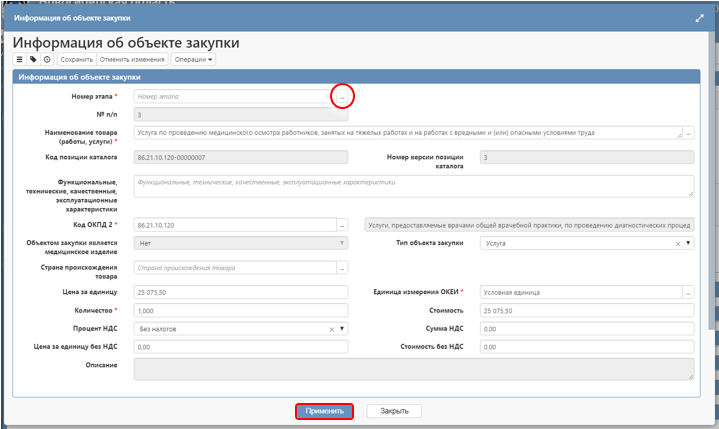 Новосибирская область
Информация об объекте закупки
Информация об объекте закупки
Сохранить Отменить изменения Операции
Информация об объекте закупки
Номер этапа * Номер этапа ...
№ п/п 3
Наименование товара (работы, услуги) * Услуга по проведению медицинского осмотра работников, занятых на тяжелых работах и на работах с вредными и (или) опасными условиями труда ...
Код позиции каталога 86.21.10.120-00000007 Номер версии позиции каталога 3
Функциональные, технические, качественные, эксплуатационные характеристики Функциональные, технические, качественные, эксплуатационные характеристики
Код ОКПД 2 * 86.21.10.120 ... Услуги, предоставляемые врачами общей врачебной практики, по проведению диагностических процед
Объектом закупки является медицинское изделие Нет Тип объекта закупки Услуга ×
Страна происхождения товара Страна происхождения товара ...
Цена за единицу 25 075,50 Единица измерения ОКЕИ * Условная единица ...
Количество * 1,000 Стоимость 25 075,50
Процент НДС Без налогов × Сумма НДС 0,00
Цена за единицу без НДС 0,00 Стоимость без НДС 0,00
Описание
Применить Закрыть